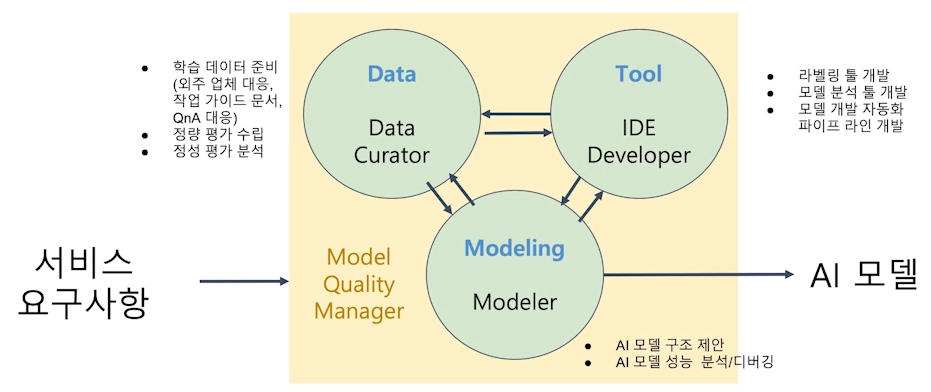 ● 학습 데이터 준비
(외주 업체 대응,
작업 가이드 문서,
QnA 대응)
● 정량 평가 수립
● 정성 평가 분석
Data
Data
Curator
Tool
IDE
Developer
● 라벨링 툴 개발
● 모델 분석 툴 개발
● 모델 개발 자동화
파이프 라인 개발
서비스
요구사항
Model
Quality
Manager
Modeling
Modeler
AI 모델
● AI 모델 구조 제안
● AI 모델 성능 분석/디버깅